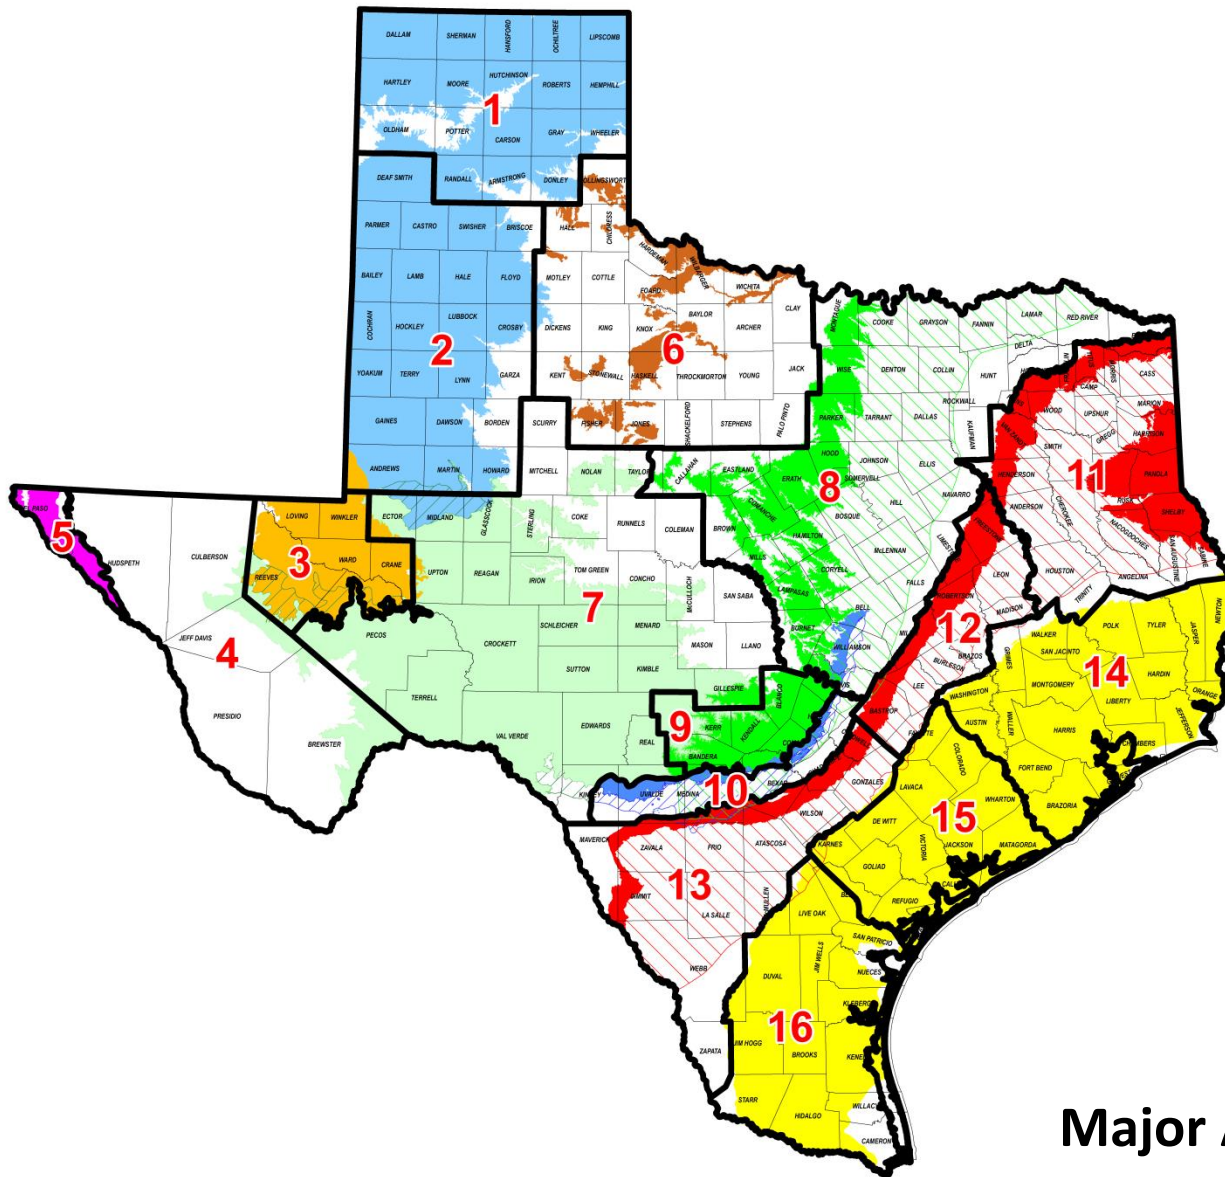 DALLAM SHERMAN HANSFORD OCHILTREE LIPSCOMB
HARTLEY MOORE HUTCHINSON ROBERTS HEMPHILL
1
OLDHAM POTTER CARSON GRAY WHEELER
DEAF SMITH RANDALL ARMSTRONG DONLEY OLLINGSWORT
PARMER CASTRO SWISHER BRISCOE HALL CHILDRESS
BAILEY LAMB HALE FLOYD MOTLEY COTTLE HARDEMAN
FOARD WILBARGER WICHITA
COCHRAN HOCKLEY LUBBOCK CROSBY DICKENS KING KNOX BAYLOR ARCHER CLAY MONTAGUE COOKE GRAYSON FANNIN LAMAR RED RIVER
2
6
YOAKUM TERRY LYNN GARZA KENT STONEWALL HASKELL THROCKMORTON YOUNG JACK WISE DENTON COLLIN HUNT DELTA
CASS
CAMP
MARION
GAINES DAWSON BORDEN SCURRY FISHER JONES SHACKELFORD STEPHENS PALO PINTO PARKER TARRANT DALLAS ROCKWALL KAUFMAN VAN ZANDT WOOD UPSHUR
GREGG HARRISON
SMITH
ANDREWS MARTIN HOWARD MITCHELL NOLAN TAYLOR CALLAHAN EASTLAND ERATH HOOD JOHNSON ELLIS
HENDERSON
11
PANOLA
8
SOMERVELL NAVARRO
RUSK
SHELBY
5
HUDSPETH CULBERSON
LOVING WINKLER ECTOR MIDLAND GLASSCOCK STERLING COKE RUNNELS COLEMAN BROWN COMANCHE HAMILTON BOSQUE HILL FREESTONE ANDERSON CHEROKEE NACOGDOCHES
SAN AUGUSTINE
SABINE
3
REEVES WARD CRANE UPTON REAGAN IRION TOM GREEN CONCHO McCULLOCH SAN SABA MILLS CORYELL McLENNAN LEON HOUSTON ANGELINA
TRINITY
LAMPASAS FALLS
7
ROBERTSON
MADISON
JEFF DAVIS
4
PECOS CROCKETT SCHLEICHER MENARD MASON LLANO BURNET BELL WILLIAMSON
12
BRAZOS
BURLESON
GRIMES
WALKER
SAN JACINTO
POLK TYLER JASPER NEWTON
TERRELL SUTTON KIMBLE GILLESPIE BLANCO LEE WASHINGTON MONTGOMERY
14
HARDIN
LIBERTY
ORANGE
JEFFERSON
PRESIDIO BREWSTER VAL VERDE EDWARDS REAL
9
KERR KENDALL
BANDERA
BASTROP
AUSTIN WALLER HARRIS
UVALDE MEDINA
10
BEXAR
GONZALES LAVACA COLORADO FORT BEND
BRAZORIA
MAVERICK ZAVALA FRIO ATASCOSA WILSON KARNES DE WITT
15
WHARTON
VICTORIA JACKSON MATAGORDA
13
DIMMIT LA SALLE GOLIAD
REFUGIO
LIVE OAK
WEBB DUVAL JIM WELLS SAN PATRICIO
NUECES
KLEBERG
16
ZAPATA JIM HOGG BROOKS
STARR HIDALGO
CAMERON
Major